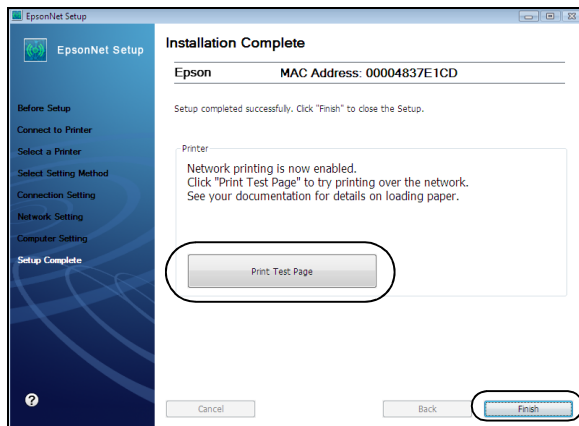 EpsonNet Setup
EpsonNet Setup
Before Setup
Connect to Printer
Select a Printer
Select Setting Method
Connection Setting
Network Setting
Computer Setting
Setup Complete
?
Installation Complete
Epson MAC Address: 00004837E1CD
Setup completed successfully. Click "Finish" to close the Setup.
Printer
Network printing is now enabled.
Click "Print Test Page" to try printing over the network.
See your documentation for details on loading paper.
Print Test Page
Cancel Back Finish